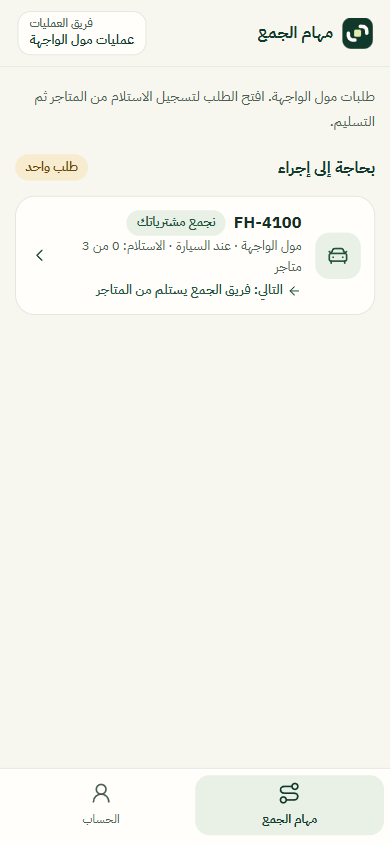 مهام الجمع
فريق العمليات
عمليات مول الواجهة
طلبات مول الواجهة. افتح الطلب لتسجيل الاستلام من المتاجر ثم
التسليم.
بحاجة إلى إجراء
طلب واحد
FH-4100
نجمع مشترياتك
مول الواجهة · عند السيارة · الاستلام: 0 من 3
متاجر
← التالي: فريق الجمع يستلم من المتاجر
مهام الجمع
الحساب